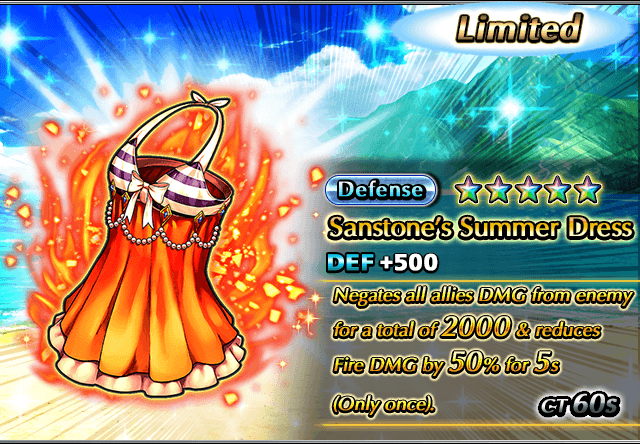 Limited
Defense
Sanstone's Summer Dress
DEF +500
Negates all allies DMG from enemy
for a total of 2000 & reduces
Fire DMG by 50% for 5s
(Only once).
CT 60s